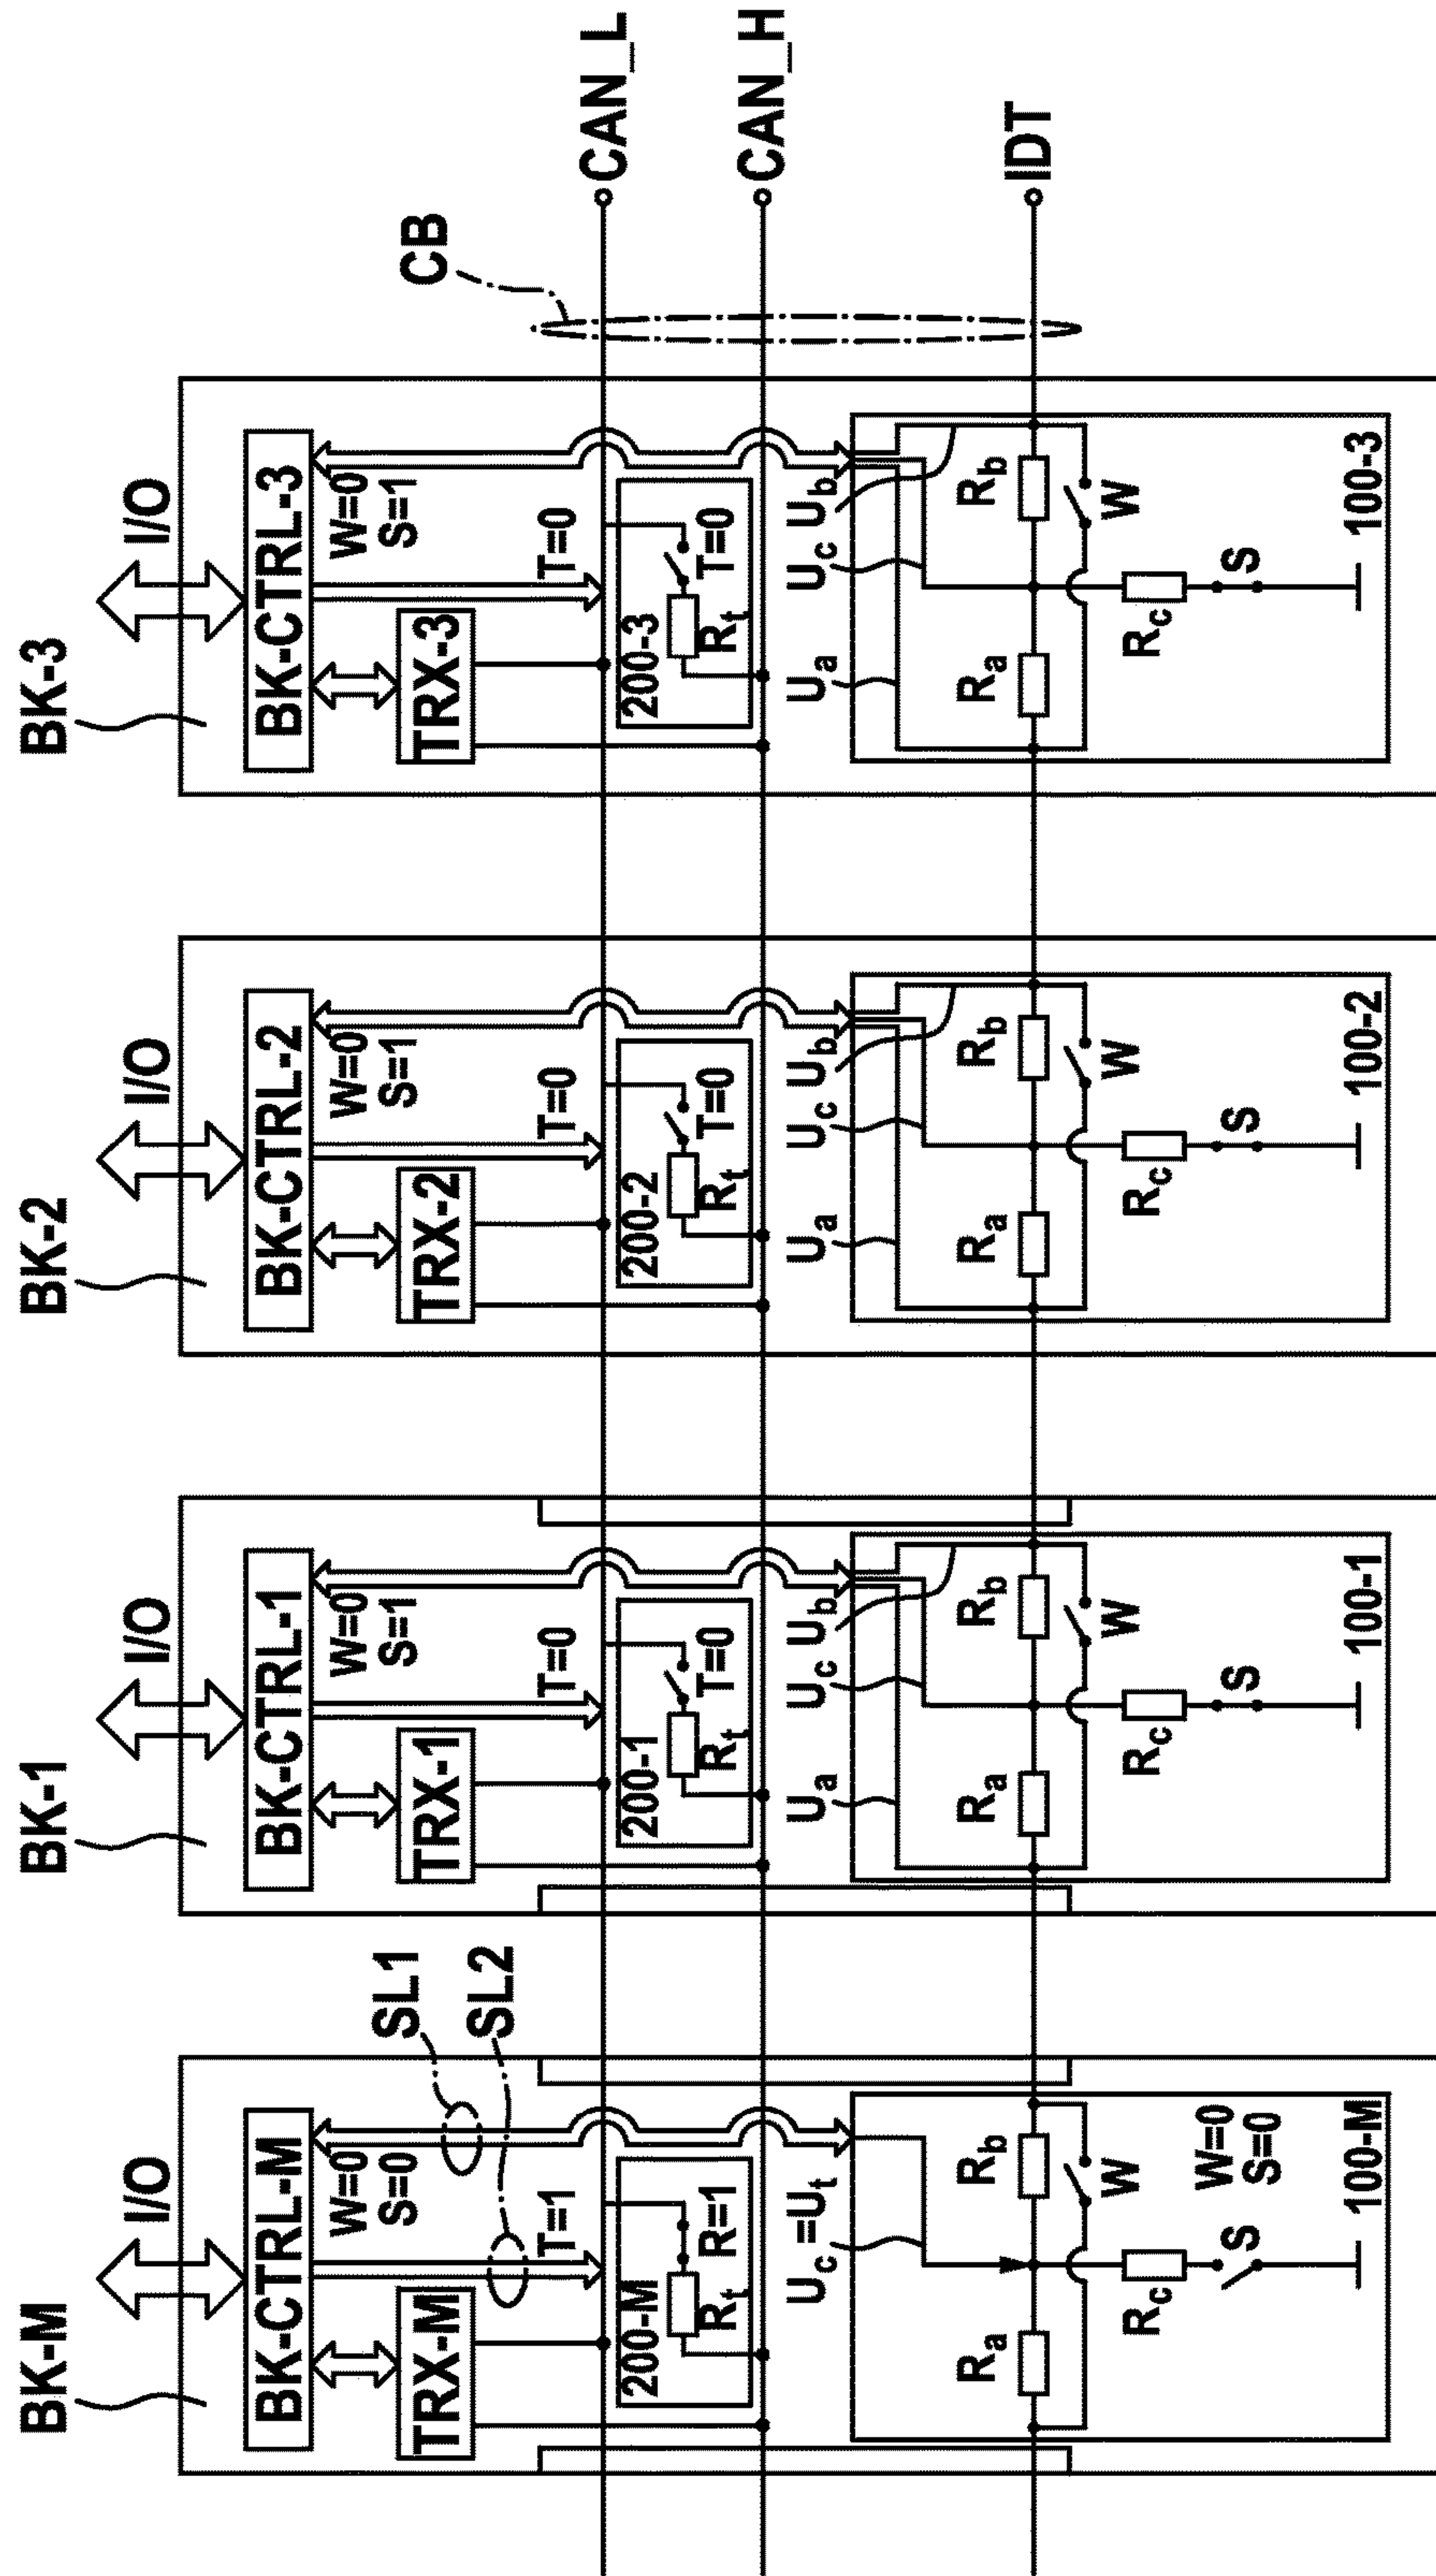 BK-M
I/O
BK-CTRL-M
W=0
S=0
SL1
SL2
TRX-M
T=1
200-M
Rt
R=1
Uc =Ut
Ra
Rb
W
Rc
S
W=0
S=0
100-M
BK-1
I/O
BK-CTRL-1
W=0
S=1
TRX-1
T=0
200-1
Rt
T=0
Ua
Uc
Ub
Ra
Rb
W
Rc
S
100-1
BK-2
I/O
BK-CTRL-2
W=0
S=1
TRX-2
T=0
200-2
Rt
T=0
Ua
Uc
Ub
Ra
Rb
W
Rc
S
100-2
BK-3
I/O
BK-CTRL-3
W=0
S=1
TRX-3
T=0
200-3
Rt
T=0
Ua
Uc
Ub
Ra
Rb
W
Rc
S
100-3
CB
CAN_L
CAN_H
IDT